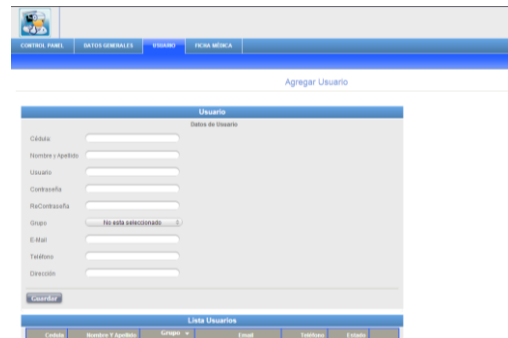 CONTROL PANEL DATOS GENERALES USUARIO FICHA MÉDICA
Agregar Usuario
Usuario
Datos de Usuario
Cédula
Nombre y Apellido
Usuario
Contraseña
ReContraseña
Grupo No esta seleccionado
E-Mail
Teléfono
Dirección
Guardar
Lista Usuarios
Cedula Nombre Y Apellido Grupo Email Teléfono Estado